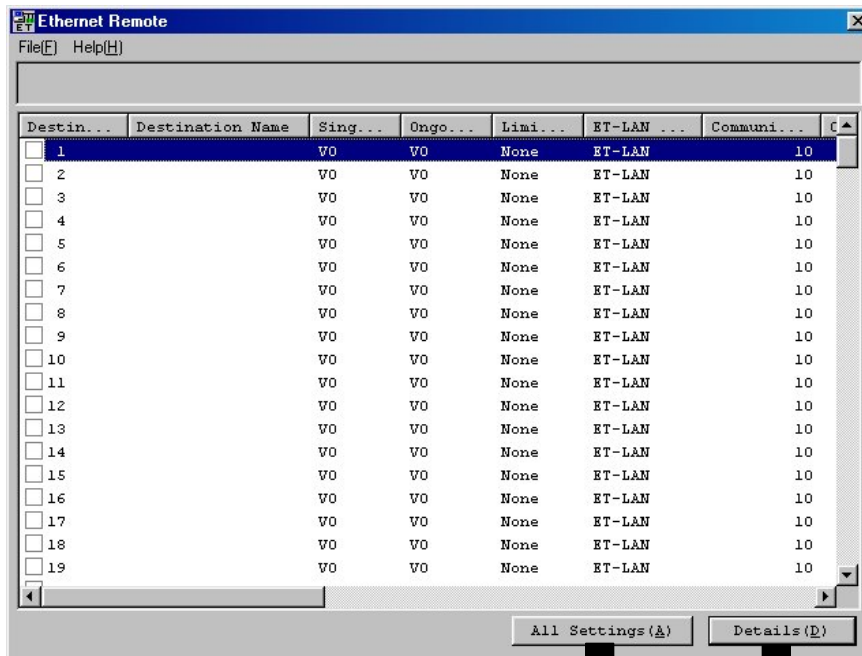 ET
Ethernet Remote
File(F) Help(H)
Destin... Destination Name Sing... Ongo... Limi... ET-LAN ... Communi...
1 V0 V0 None ET-LAN 10
2 V0 V0 None ET-LAN 10
3 V0 V0 None ET-LAN 10
4 V0 V0 None ET-LAN 10
5 V0 V0 None ET-LAN 10
6 V0 V0 None ET-LAN 10
7 V0 V0 None ET-LAN 10
8 V0 V0 None ET-LAN 10
9 V0 V0 None ET-LAN 10
10 V0 V0 None ET-LAN 10
11 V0 V0 None ET-LAN 10
12 V0 V0 None ET-LAN 10
13 V0 V0 None ET-LAN 10
14 V0 V0 None ET-LAN 10
15 V0 V0 None ET-LAN 10
16 V0 V0 None ET-LAN 10
17 V0 V0 None ET-LAN 10
18 V0 V0 None ET-LAN 10
19 V0 V0 None ET-LAN 10
All Settings(A) Details(D)